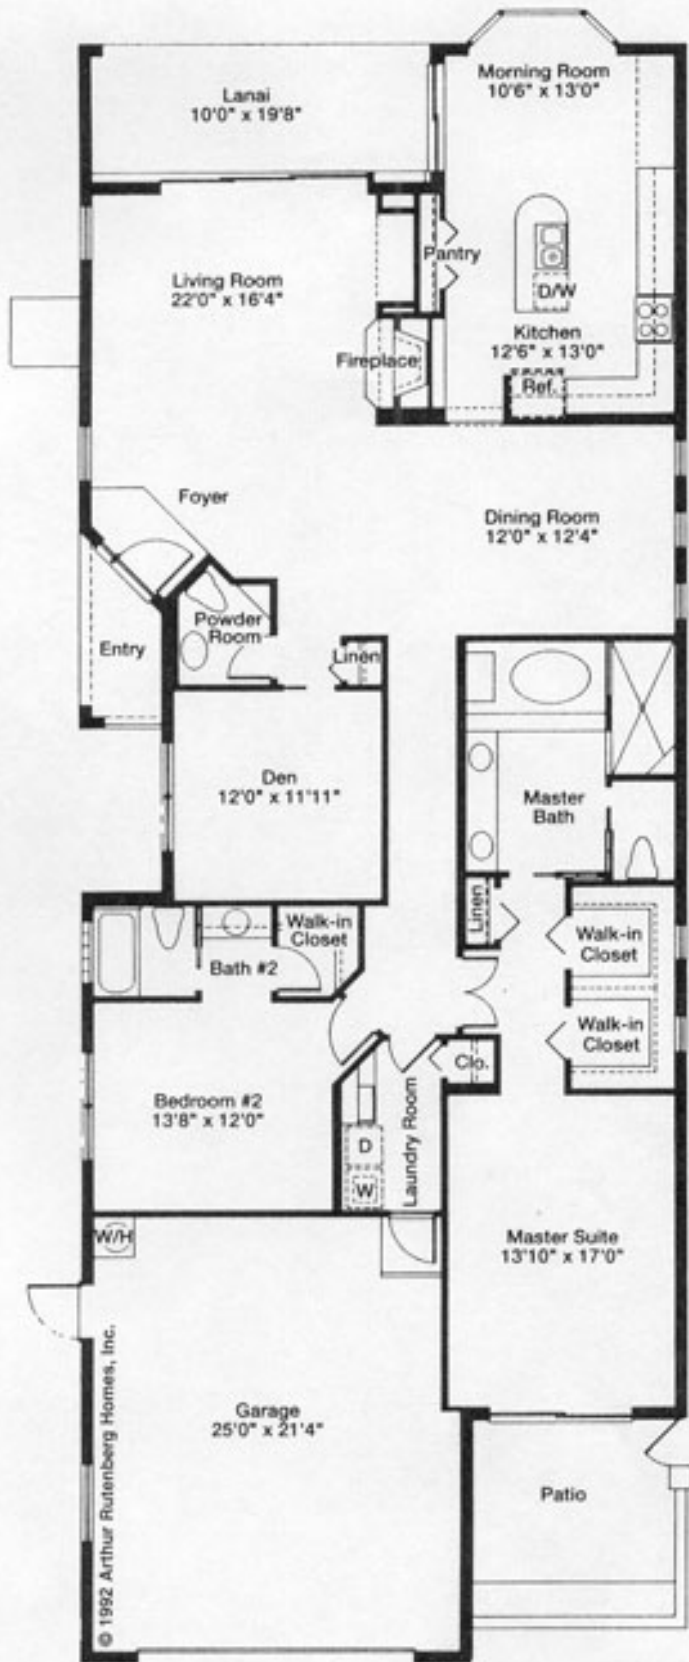 Lanai
10'0" x 19'8"
Morning Room
10'6" x 13'0"
Living Room
22'0" x 16'4"
Pantry
D/W
Kitchen
12'6" x 13'0"
Fireplace
Ref.
Foyer
Dining Room
12'0" x 12'4"
Powder
Room
Entry
Linen
Den
12'0" x 11'11"
Master
Bath
Linen
Walk-in
Closet
Walk-in
Closet
Bath #2
Walk-in
Closet
Clo.
Bedroom #2
13'8" x 12'0"
Laundry Room
D
W
W/H
Master Suite
13'10" x 17'0"
Garage
25'0" x 21'4"
Patio
© 1992 Arthur Rutenberg Homes, Inc.